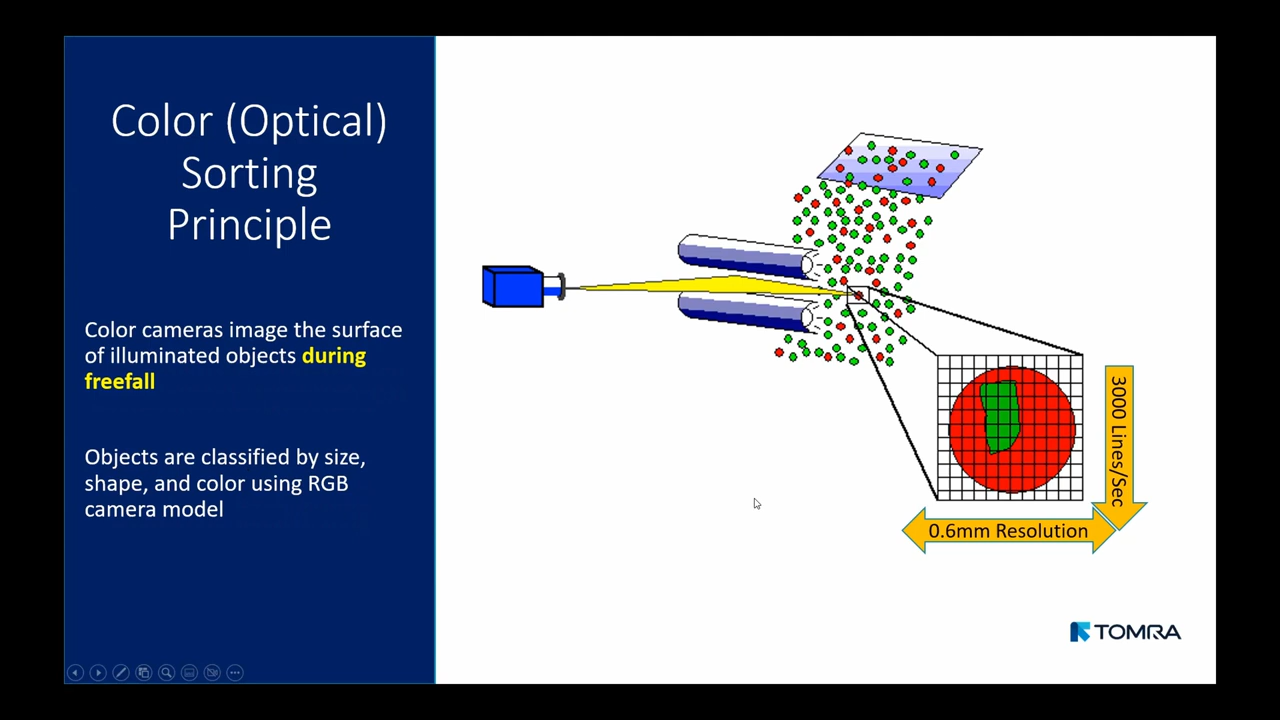 Color (Optical)
Sorting
Principle
Color cameras image the surface
of illuminated objects during
freefall
Objects are classified by size,
shape, and color using RGB
camera model
3000 Lines/Sec
0.6mm Resolution
TOMRA